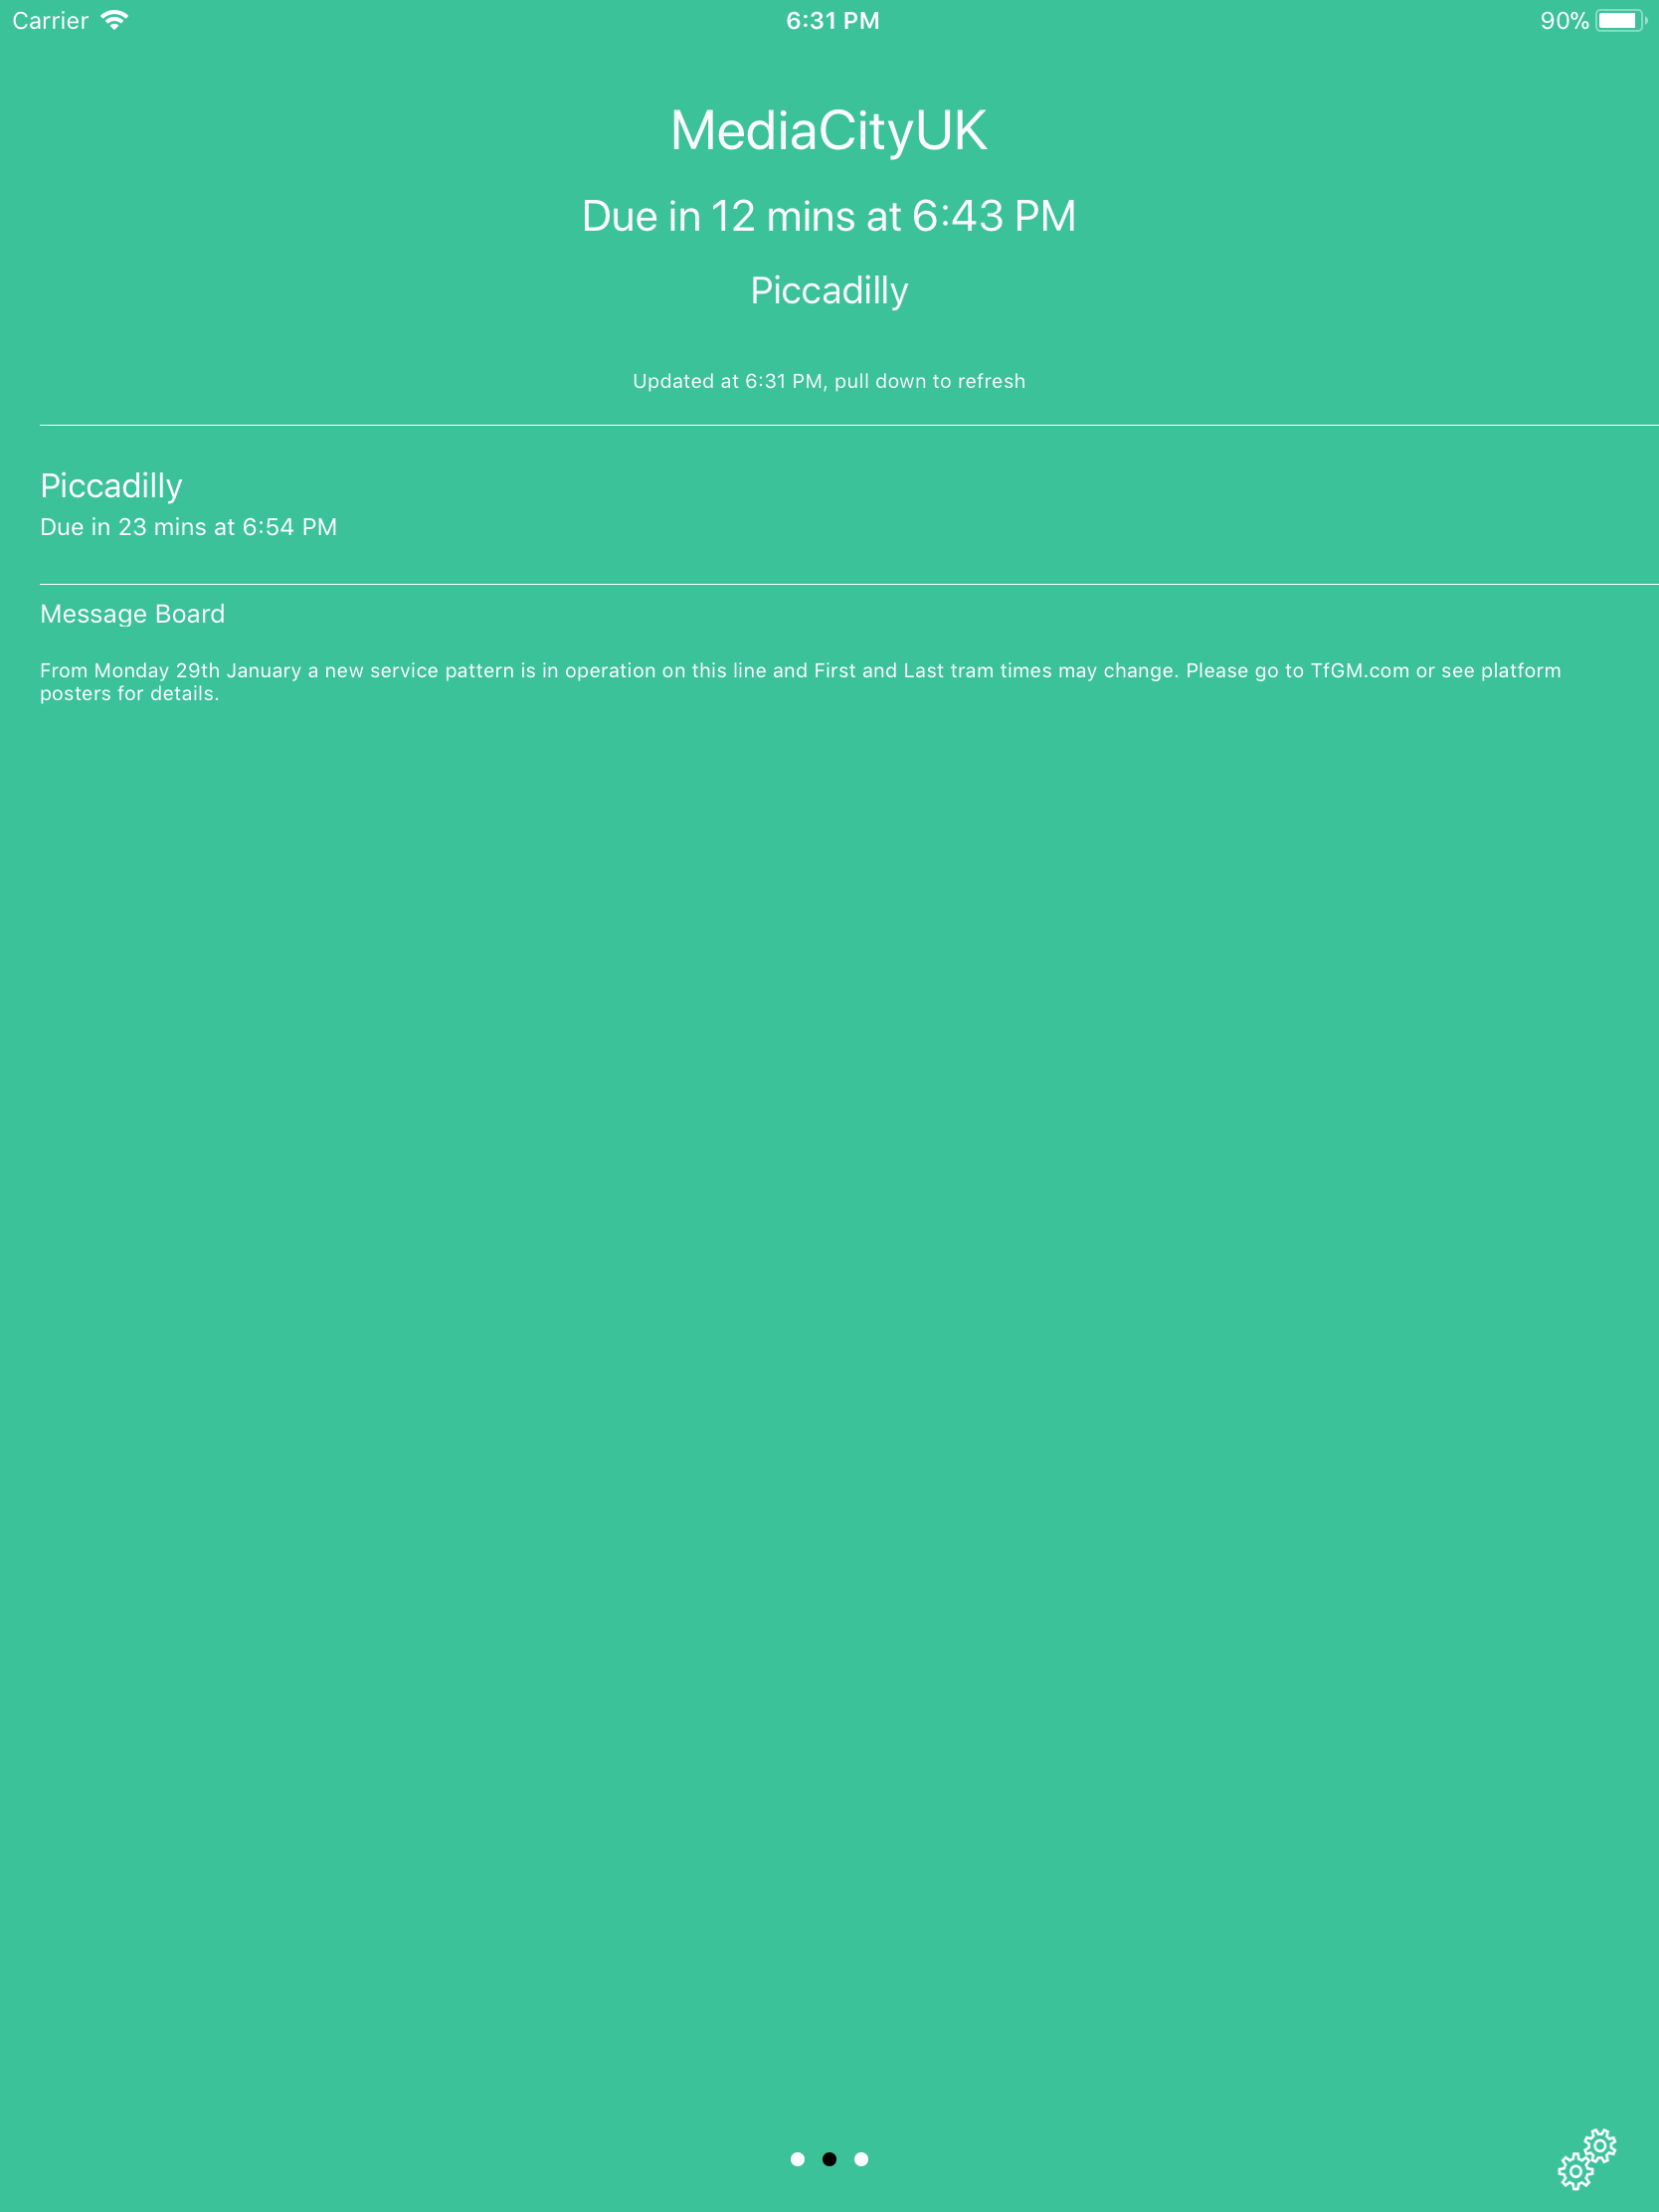 Carrier 6:31 PM 90%
MediaCityUK
Due in 12 mins at 6:43 PM
Piccadilly
Updated at 6:31 PM, pull down to refresh
Piccadilly
Due in 23 mins at 6:54 PM
Message Board
From Monday 29th January a new service pattern is in operation on this line and First and Last tram times may change. Please go to TfGM.com or see platform
posters for details.